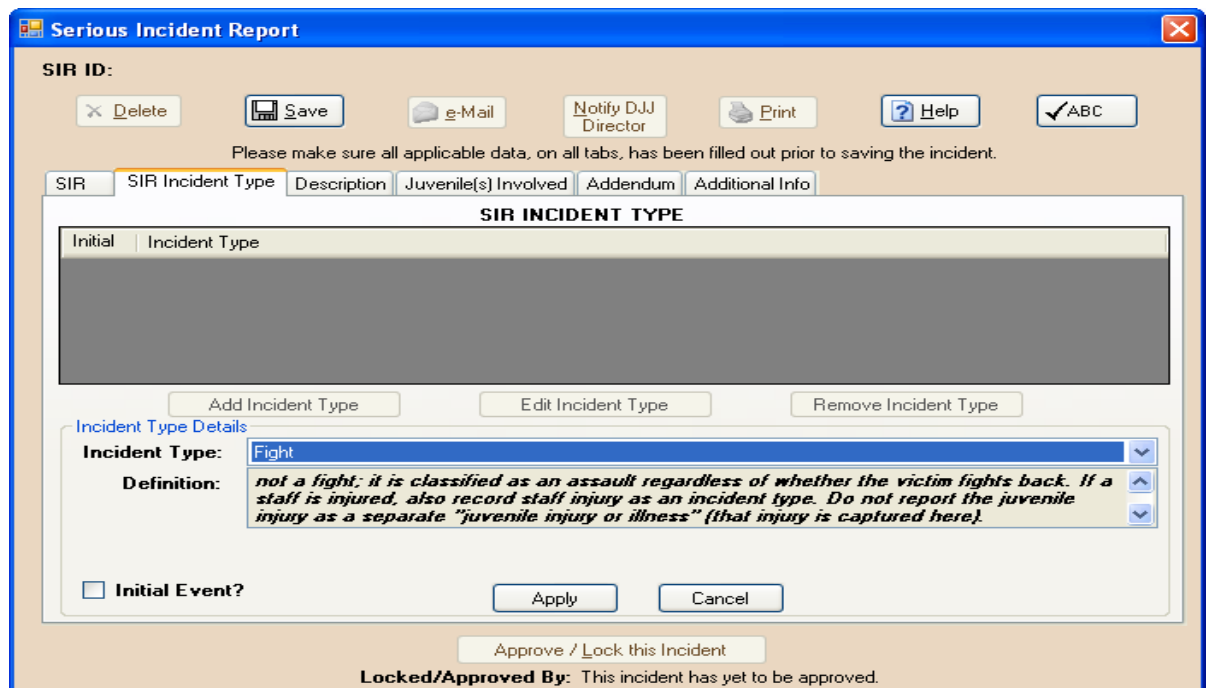 Serious Incident Report
SIR ID:
Delete Save e-Mail Notify DJJ Director Print Help ABC
Please make sure all applicable data, on all tabs, has been filled out prior to saving the incident.
SIR SIR Incident Type Description Juvenile(s) Involved Addendum Additional Info
SIR INCIDENT TYPE
Initial Incident Type
Add Incident Type Edit Incident Type Remove Incident Type
Incident Type Details
Incident Type: Fight
Definition: not a fight; it is classified as an assault regardless of whether the victim fights back. If a
staff is injured, also record staff injury as an incident type. Do not report the juvenile
injury as a separate "juvenile injury or illness" (that injury is captured here).
Initial Event? Apply Cancel
Approve / Lock this Incident
Locked/Approved By: This incident has yet to be approved.